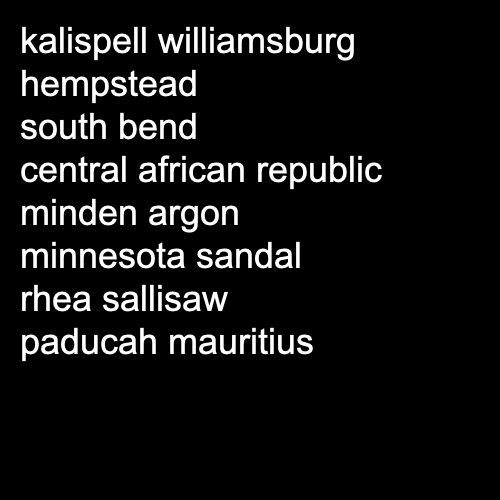 kalispell williamsburg
hempstead
south bend
central african republic
minden argon
minnesota sandal
rhea sallisaw
paducah mauritius